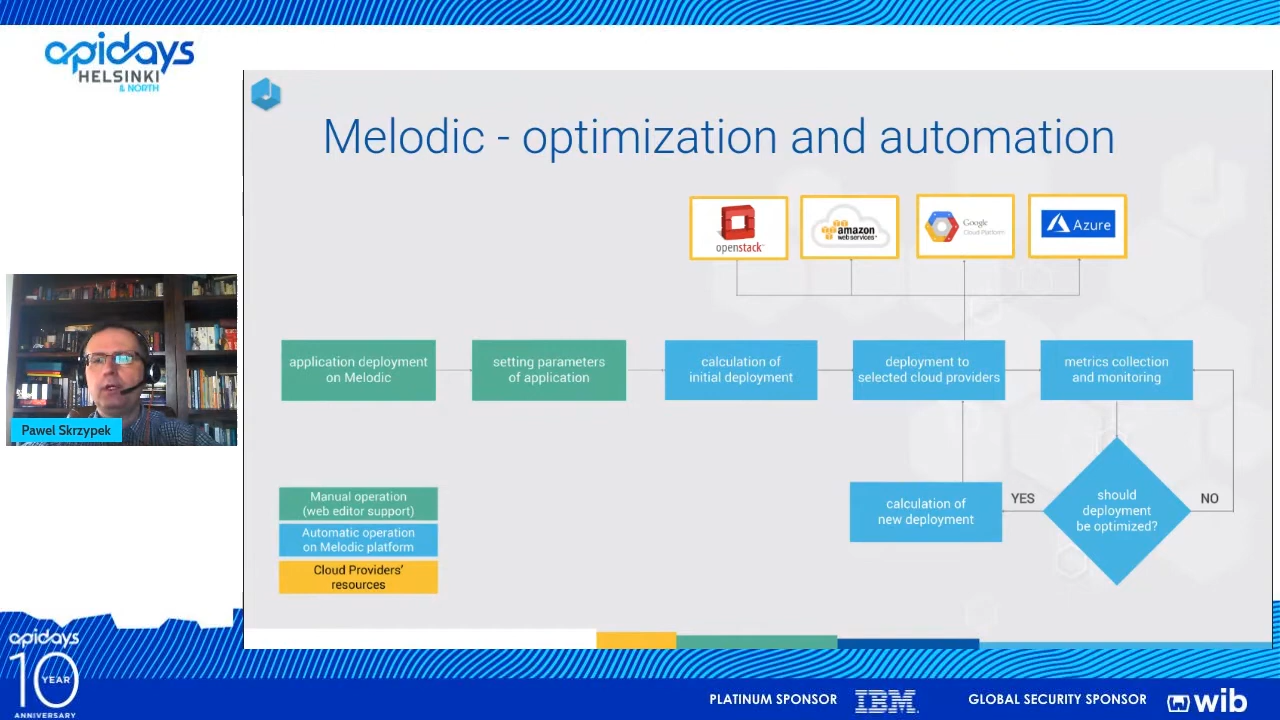 apidays
HELSINKI
& NORTH
Melodic - optimization and automation
openstack
amazon
webservices
Google
Cloud Platform
Azure
application deployment
on Melodic
setting parameters
of application
calculation of
initial deployment
deployment to
selected cloud providers
metrics collection
and monitoring
Pawel Skrzypek
Manual operation
(web editor support)
Automatic operation
on Melodic platform
Cloud Providers’
resources
calculation of
new deployment
YES
should
deployment
be optimized?
NO
apidays
10
YEAR
ANNIVERSARY
PLATINUM SPONSOR
IBM
GLOBAL SECURITY SPONSOR
wib